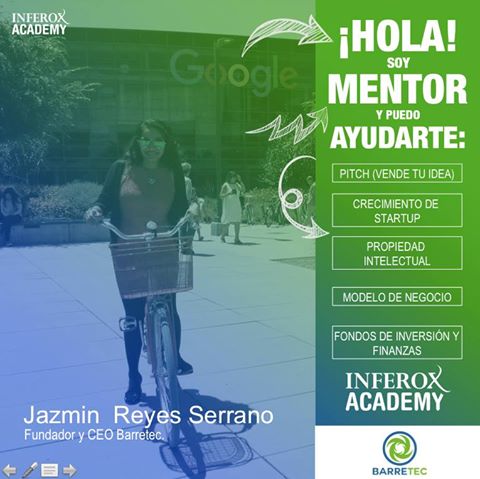 INFEROX
ACADEMY
Google
¡HOLA!
SOY
MENTOR
Y PUEDO
AYUDARTE:
PITCH (VENDE TU IDEA)
CRECIMIENTO DE
STARTUP
PROPIEDAD
INTELECTUAL
MODELO DE NEGOCIO
FONDOS DE INVERSIÓN Y
FINANZAS
INFEROX
ACADEMY
Jazmin Reyes Serrano
Fundador y CEO Barretec.
BARRETEC